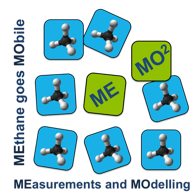 MEthane goes MObile
ME
MO²
MEasurements and MOdelling